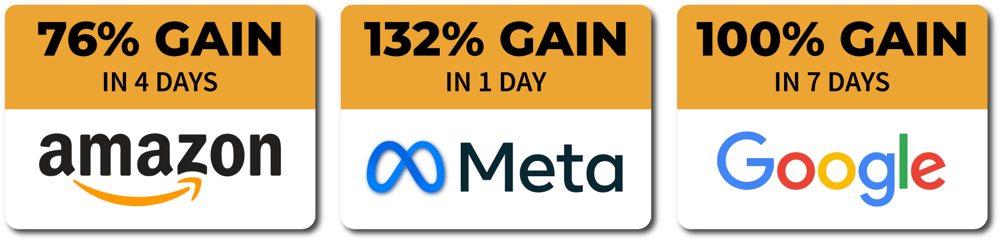 76% GAIN
IN 4 DAYS
amazon
132% GAIN
IN 1 DAY
Meta
100% GAIN
IN 7 DAYS
Google